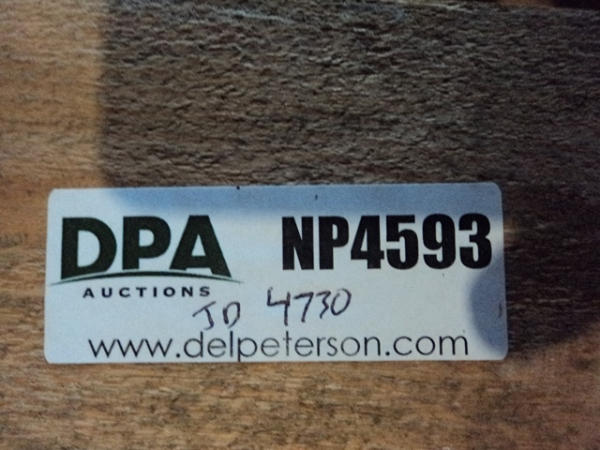 DPA NP4593
AUCTIONS
JD 4730
www.delpeterson.com